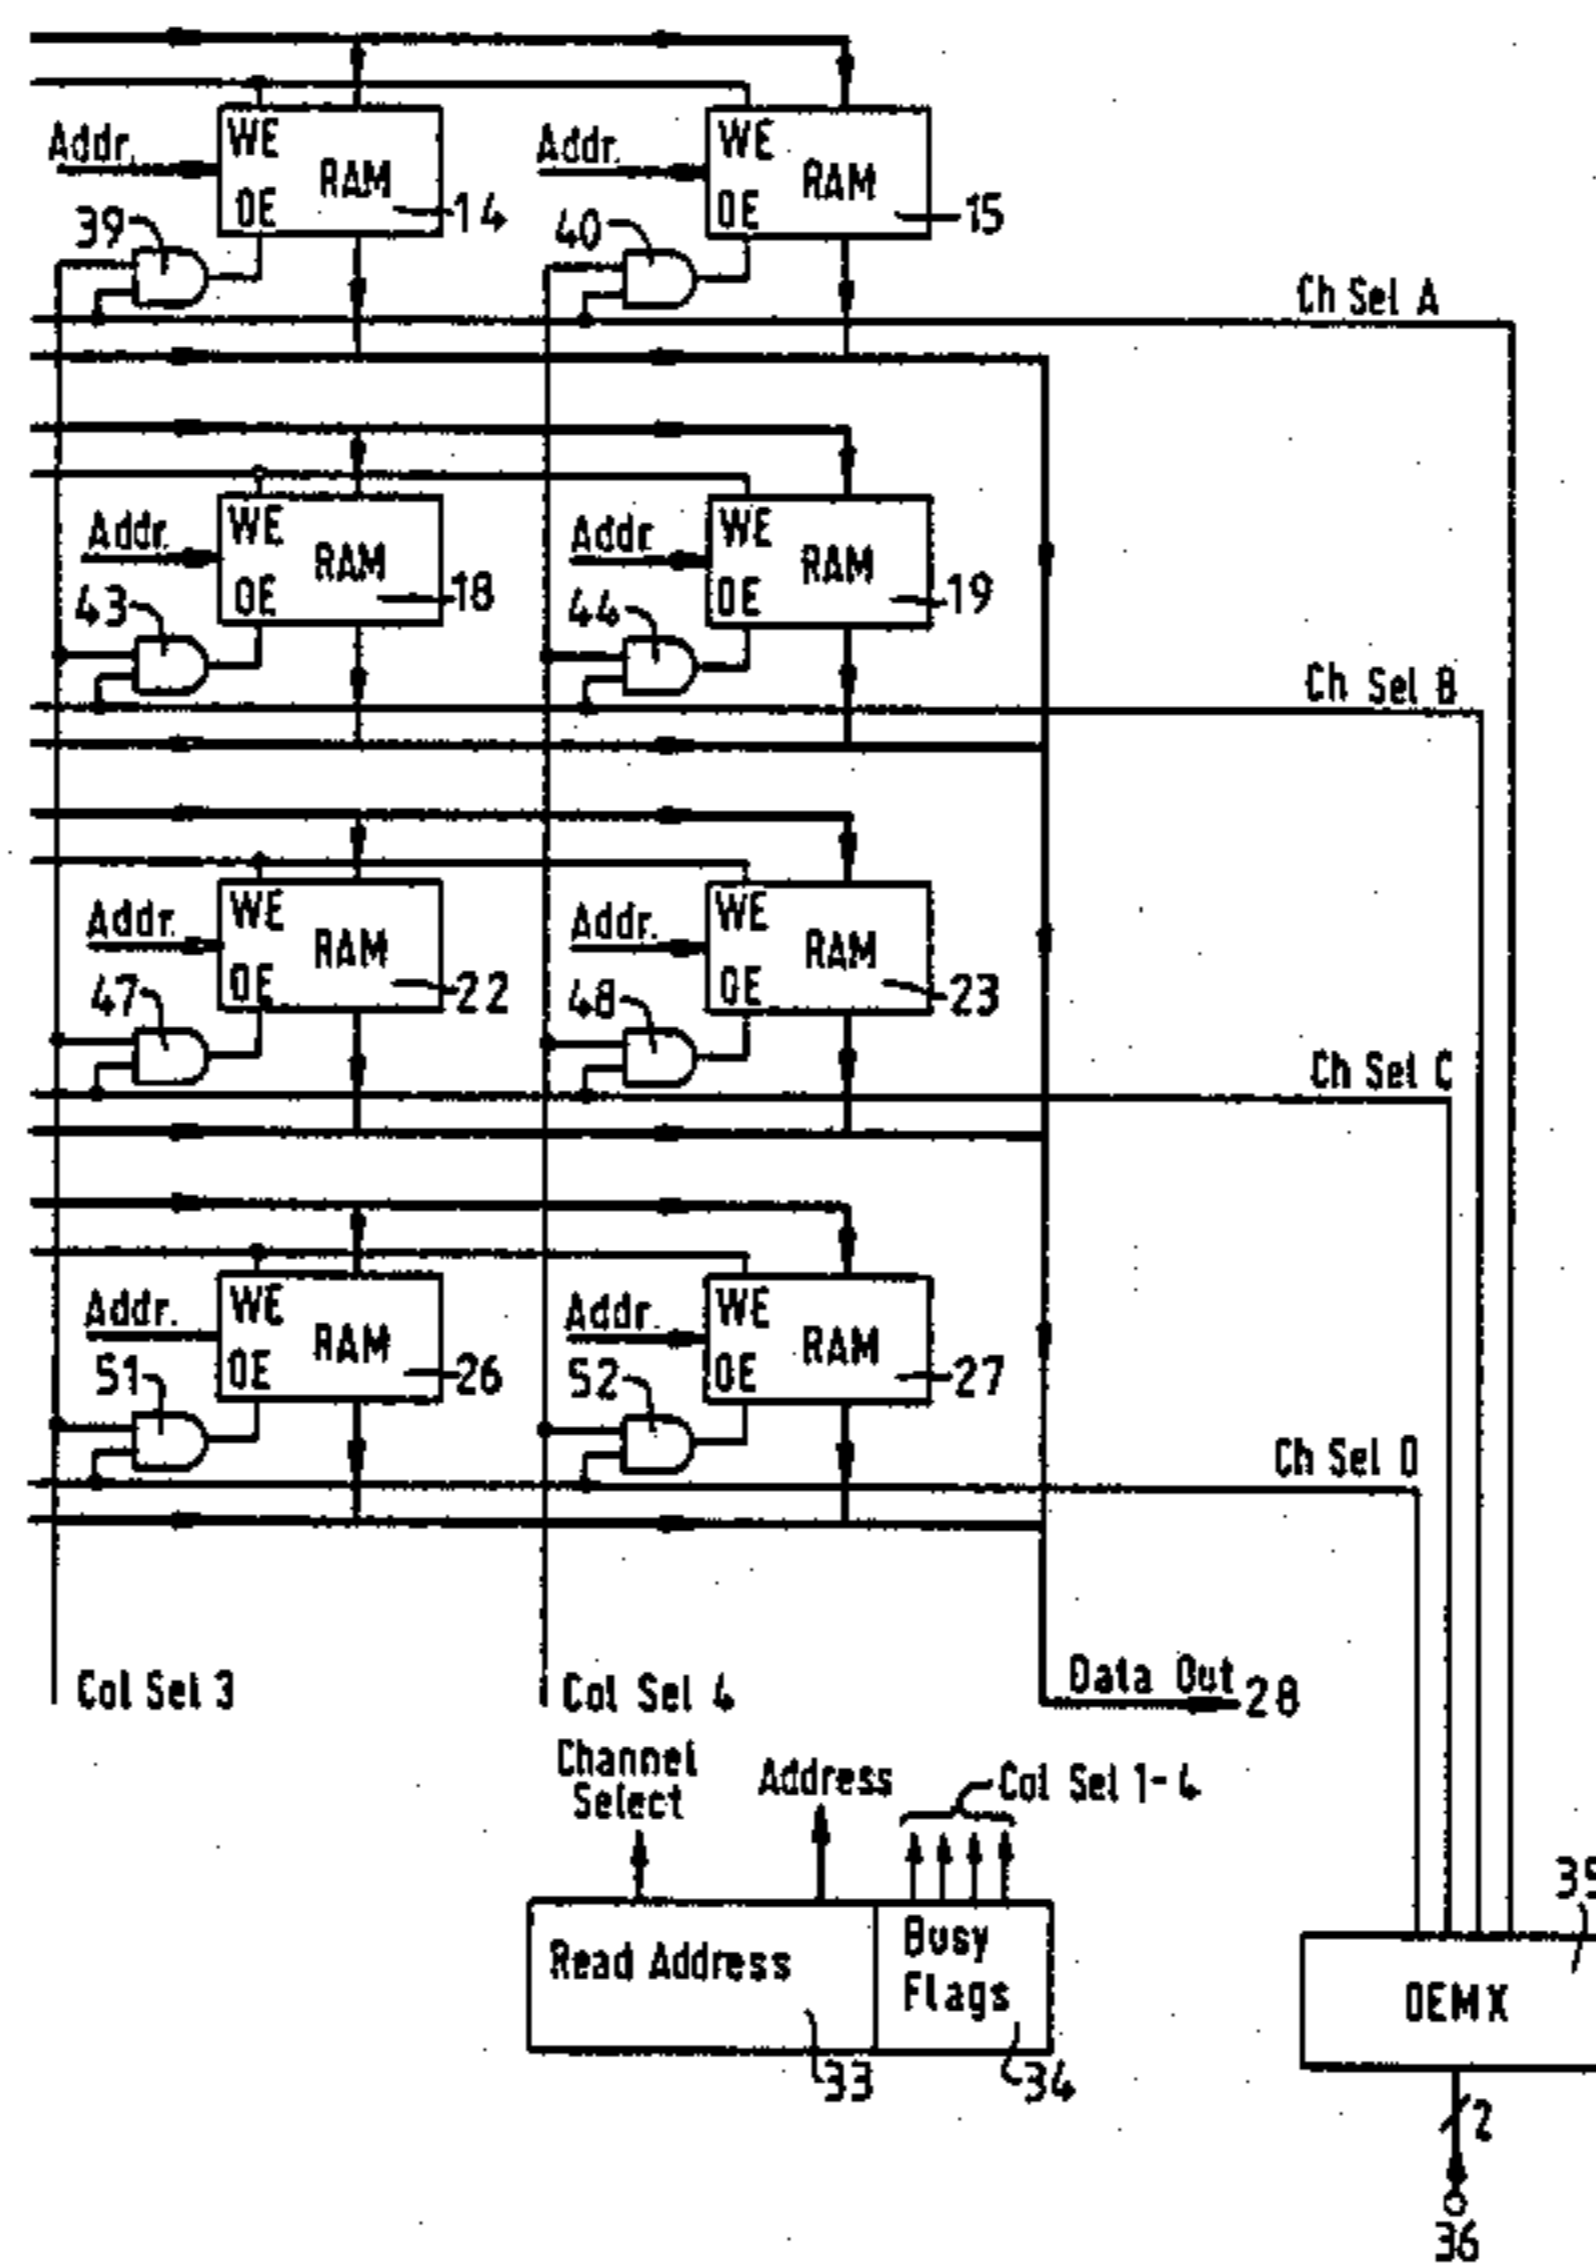 Addr. WE RAM OE 14
Addr. WE RAM OE 15
39
40
Ch Sel A
Addr. WE RAM OE 18
Addr WE RAM OE 19
43
44
Ch Sel B
Addr. WE RAM OE 22
Addr. WE RAM OE 23
47
48
Ch Sel C
Addr. WE RAM OE 26
Addr. WE RAM OE 27
51
52
Ch Sel D
Col Sel 3
Col Sel 4
Data Out 28
Channel
Select
Address
Col Sel 1-4
Read Address
Busy
Flags
33
34
35
DEMX
2
36